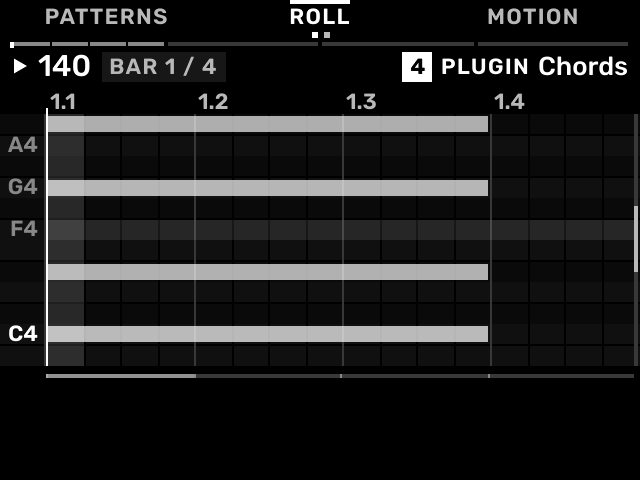 PATTERNS ROLL MOTION
140 BAR 1 / 4 4 PLUGIN Chords
1.1 1.2 1.3 1.4
A4
G4
F4
C4